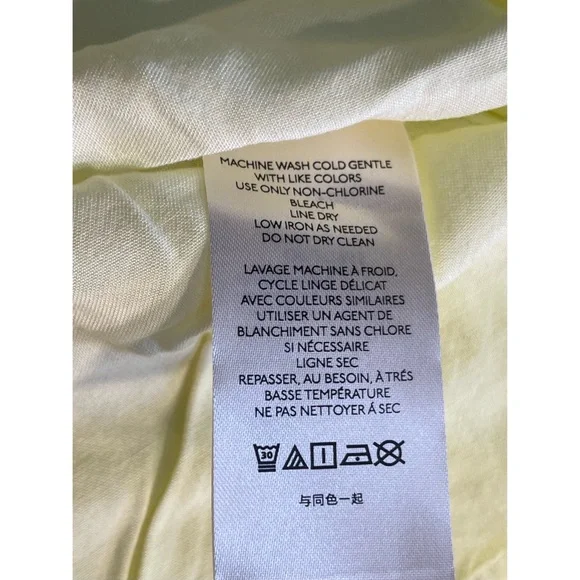 MACHINE WASH COLD GENTLE
WITH LIKE COLORS
USE ONLY NON-CHLORINE
BLEACH
LINE DRY
LOW IRON AS NEEDED
DO NOT DRY CLEAN
LAVAGE MACHINE À FROID,
CYCLE LINGE DÉLICAT
AVEC COULEURS SIMILAIRES
UTILISER UN AGENT DE
BLANCHIMENT SANS CHLORE
SI NÉCESSAIRE
LIGNE SEC
REPASSER, AU BESOIN, À TRÉS
BASSE TEMPÉRATURE
NE PAS NETTOYER Á SEC
30
与同色一起